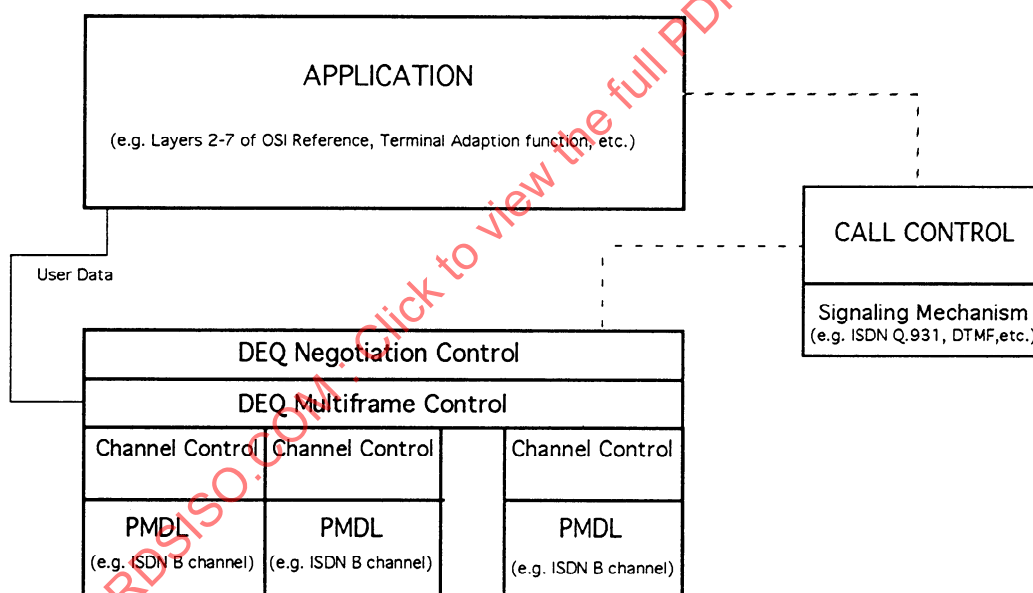 APPLICATION
(e.g. Layers 2-7 of OSI Reference, Terminal Adaption function, etc.)
CALL CONTROL
Signaling Mechanism
(e.g. ISDN Q.931, DTMF,etc.)
User Data
DEQ Negotiation Control
DEQ Multiframe Control
Channel Control
Channel Control
Channel Control
PMDL
(e.g. ISDN B channel)
PMDL
(e.g. ISDN B channel)
PMDL
(e.g. ISDN B channel)
RDSISO.COM : Click to view the full PDF